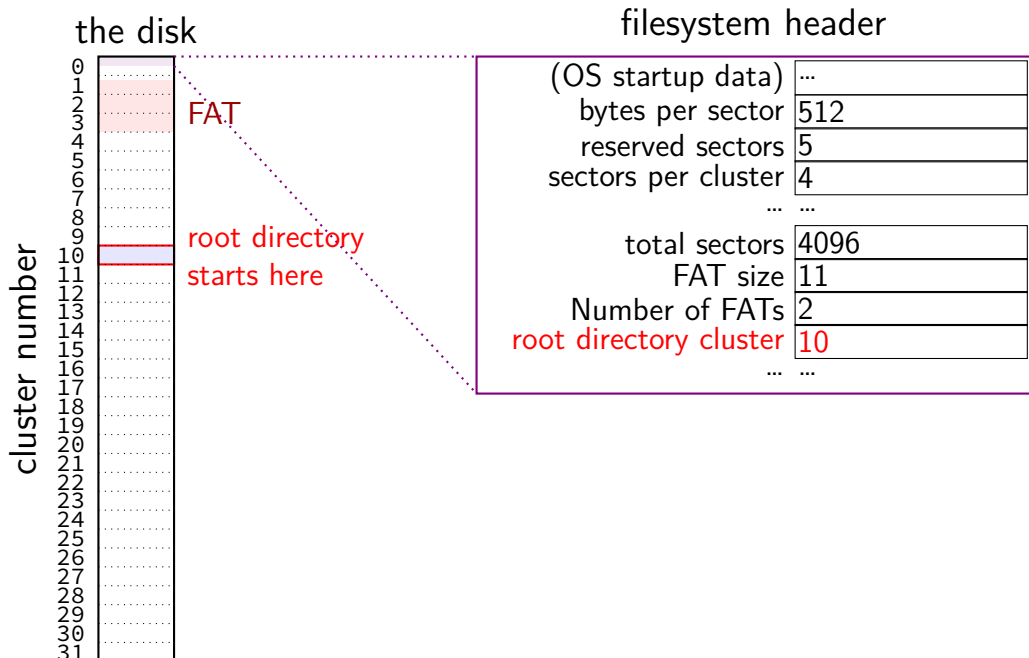 the disk
0
1
2
3
4
5
6
7
8
9
10
11
12
13
14
15
16
17
18
19
20
21
22
23
24
25
26
27
28
29
30
31
cluster number
FAT
root directory
starts here
filesystem header
(OS startup data) ...
bytes per sector 512
reserved sectors 5
sectors per cluster 4
... ...
total sectors 4096
FAT size 11
Number of FATs 2
root directory cluster 10
... ...